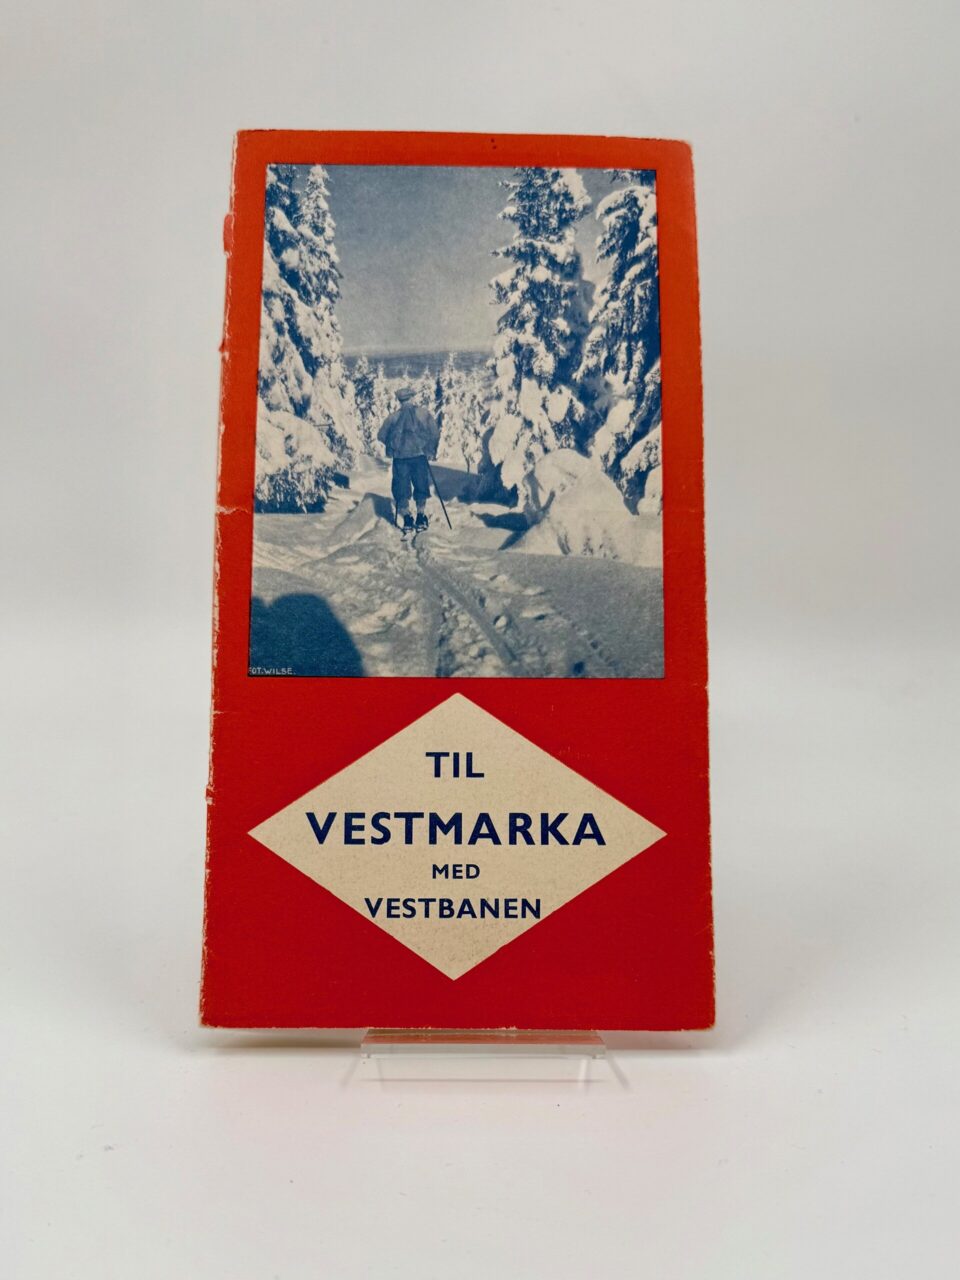 FOT. WILSE.
TIL
VESTMARKA
MED
VESTBANEN